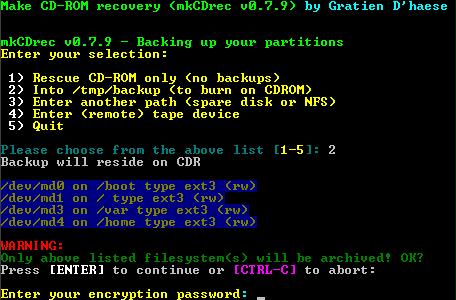 Make CD-ROM recovery (mkCDrec v0.7.9) by Gratien D'haese
mkCDrec v0.7.9 - Backing up your partitions
Enter your selection:
1) Rescue CD-ROM only (no backups)
2) Into /tmp/backup (to burn on CDROM)
3) Enter another path (spare disk or NFS)
4) Enter (remote) tape device
5) Quit
Please choose from the above list [1-5]: 2
Backup will reside on CDR
/dev/md0 on /boot type ext3 (rw)
/dev/md1 on / type ext3 (rw)
/dev/md3 on /var type ext3 (rw)
/dev/md4 on /home type ext3 (rw)
WARNING:
Only above listed filesystem(s) will be archived! OK?
Press [ENTER] to continue or [CTRL-C] to abort:
Enter your encryption password: _